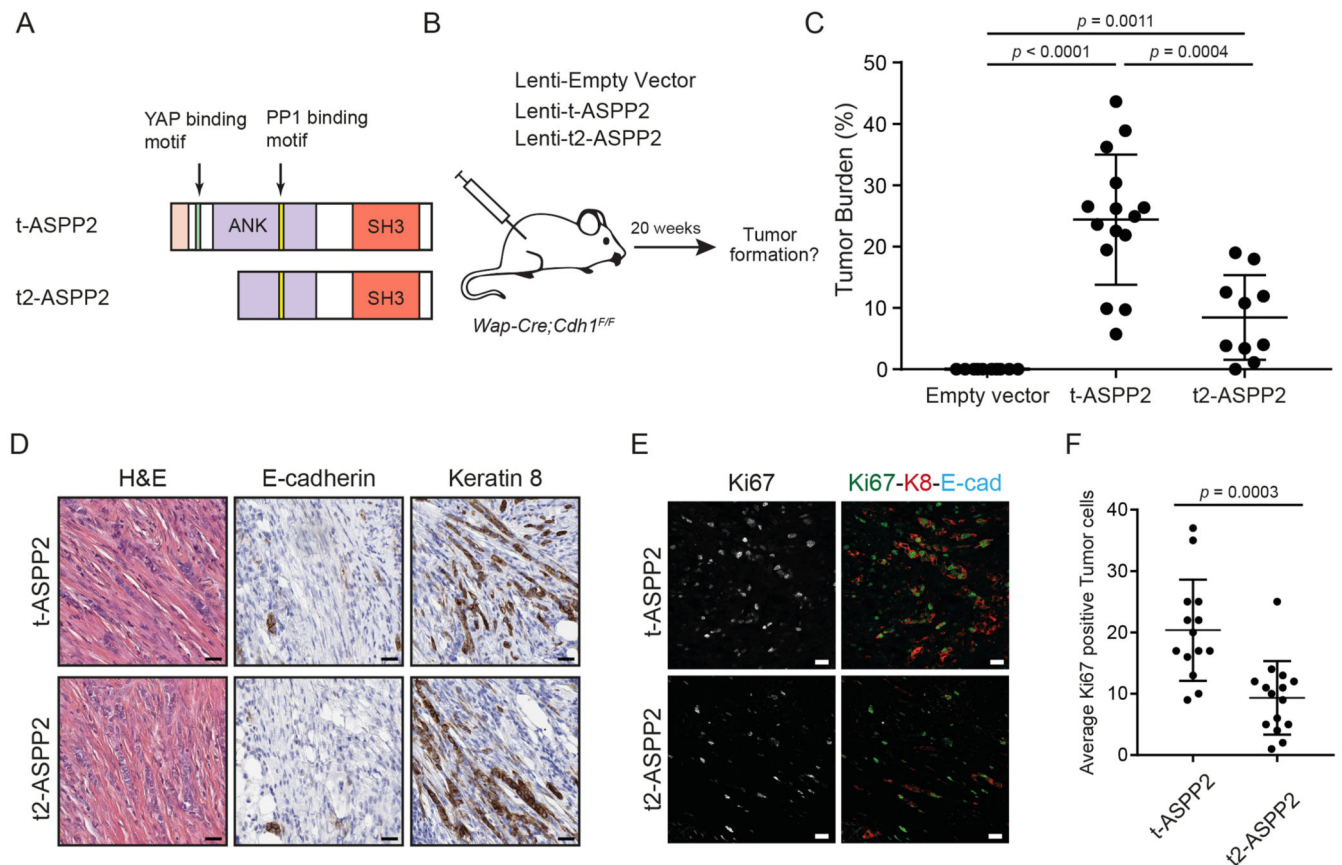 A
YAP binding
motif
PP1 binding
motif
t-ASPP2
ANK
SH3
t2-ASPP2
SH3
B
Lenti-Empty Vector
Lenti-t-ASPP2
Lenti-t2-ASPP2
20 weeks
Tumor
formation?
Wap-Cre;Cdh1F/F
C
p = 0.0011
p < 0.0001
p = 0.0004
Tumor Burden (%)
50
40
30
20
10
0
Empty vector
t-ASPP2
t2-ASPP2
D
H&E
E-cadherin
Keratin 8
t-ASPP2
t2-ASPP2
E
Ki67
Ki67-K8-E-cad
t-ASPP2
t2-ASPP2
F
p = 0.0003
Average Ki67 positive Tumor cells
40
30
20
10
0
t-ASPP2
t2-ASPP2